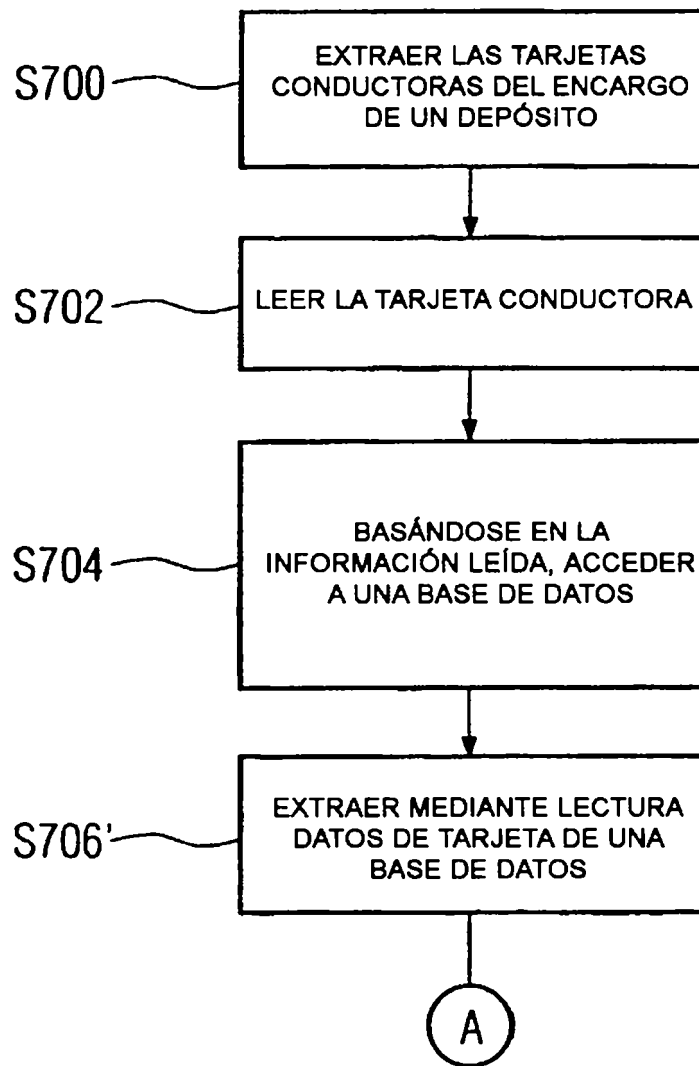 S700
EXTRAER LAS TARJETAS
CONDUCTORAS DEL ENCARGO
DE UN DEPÓSITO
S702
LEER LA TARJETA CONDUCTORA
S704
BASÁNDOSE EN LA
INFORMACIÓN LEÍDA, ACCEDER
A UNA BASE DE DATOS
S706'
EXTRAER MEDIANTE LECTURA
DATOS DE TARJETA DE UNA
BASE DE DATOS
A